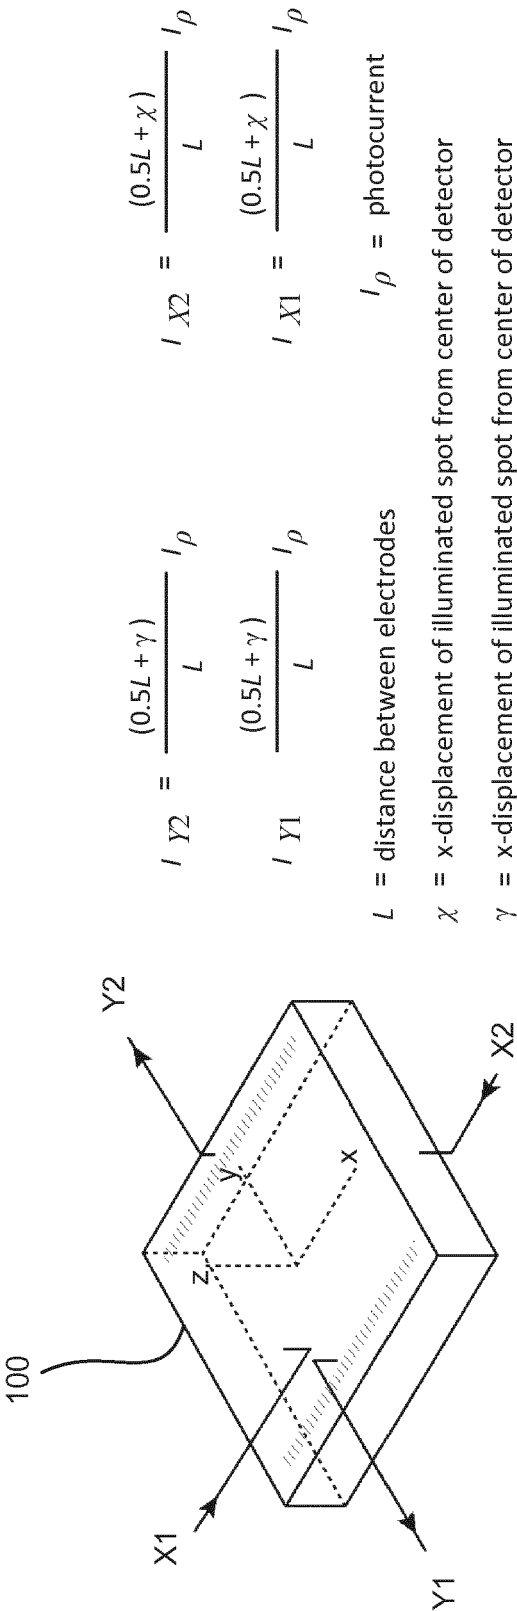 100
X1
Y1
X2
Y2
x
y
z
I Y2 = (0.5L + γ) / L I ρ
I X2 = (0.5L + χ) / L I ρ
I Y1 = (0.5L + γ) / L I ρ
I X1 = (0.5L + χ) / L I ρ
L = distance between electrodes
I ρ = photocurrent
χ = x-displacement of illuminated spot from center of detector
γ = x-displacement of illuminated spot from center of detector